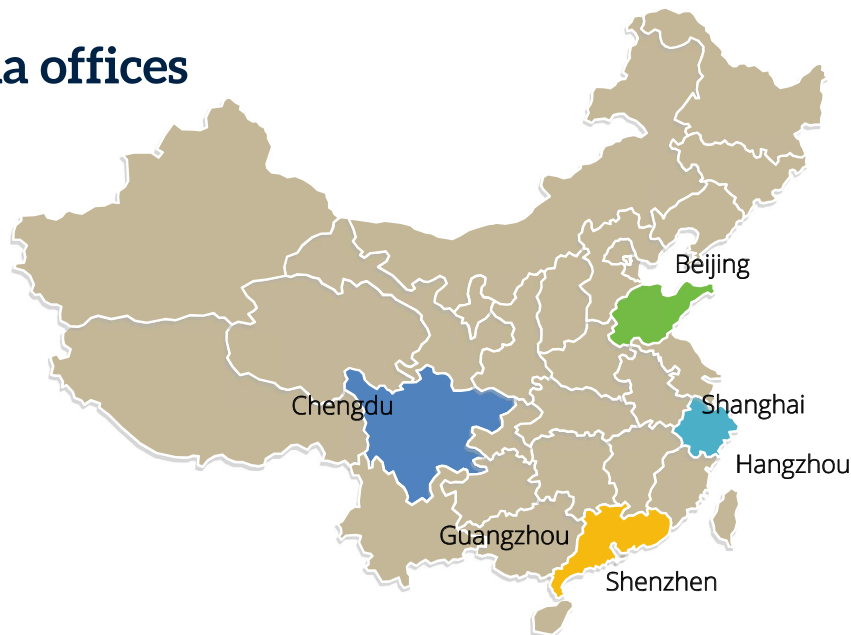 a offices
Beijing
Chengdu
Shanghai
Hangzhou
Guangzhou
Shenzhen